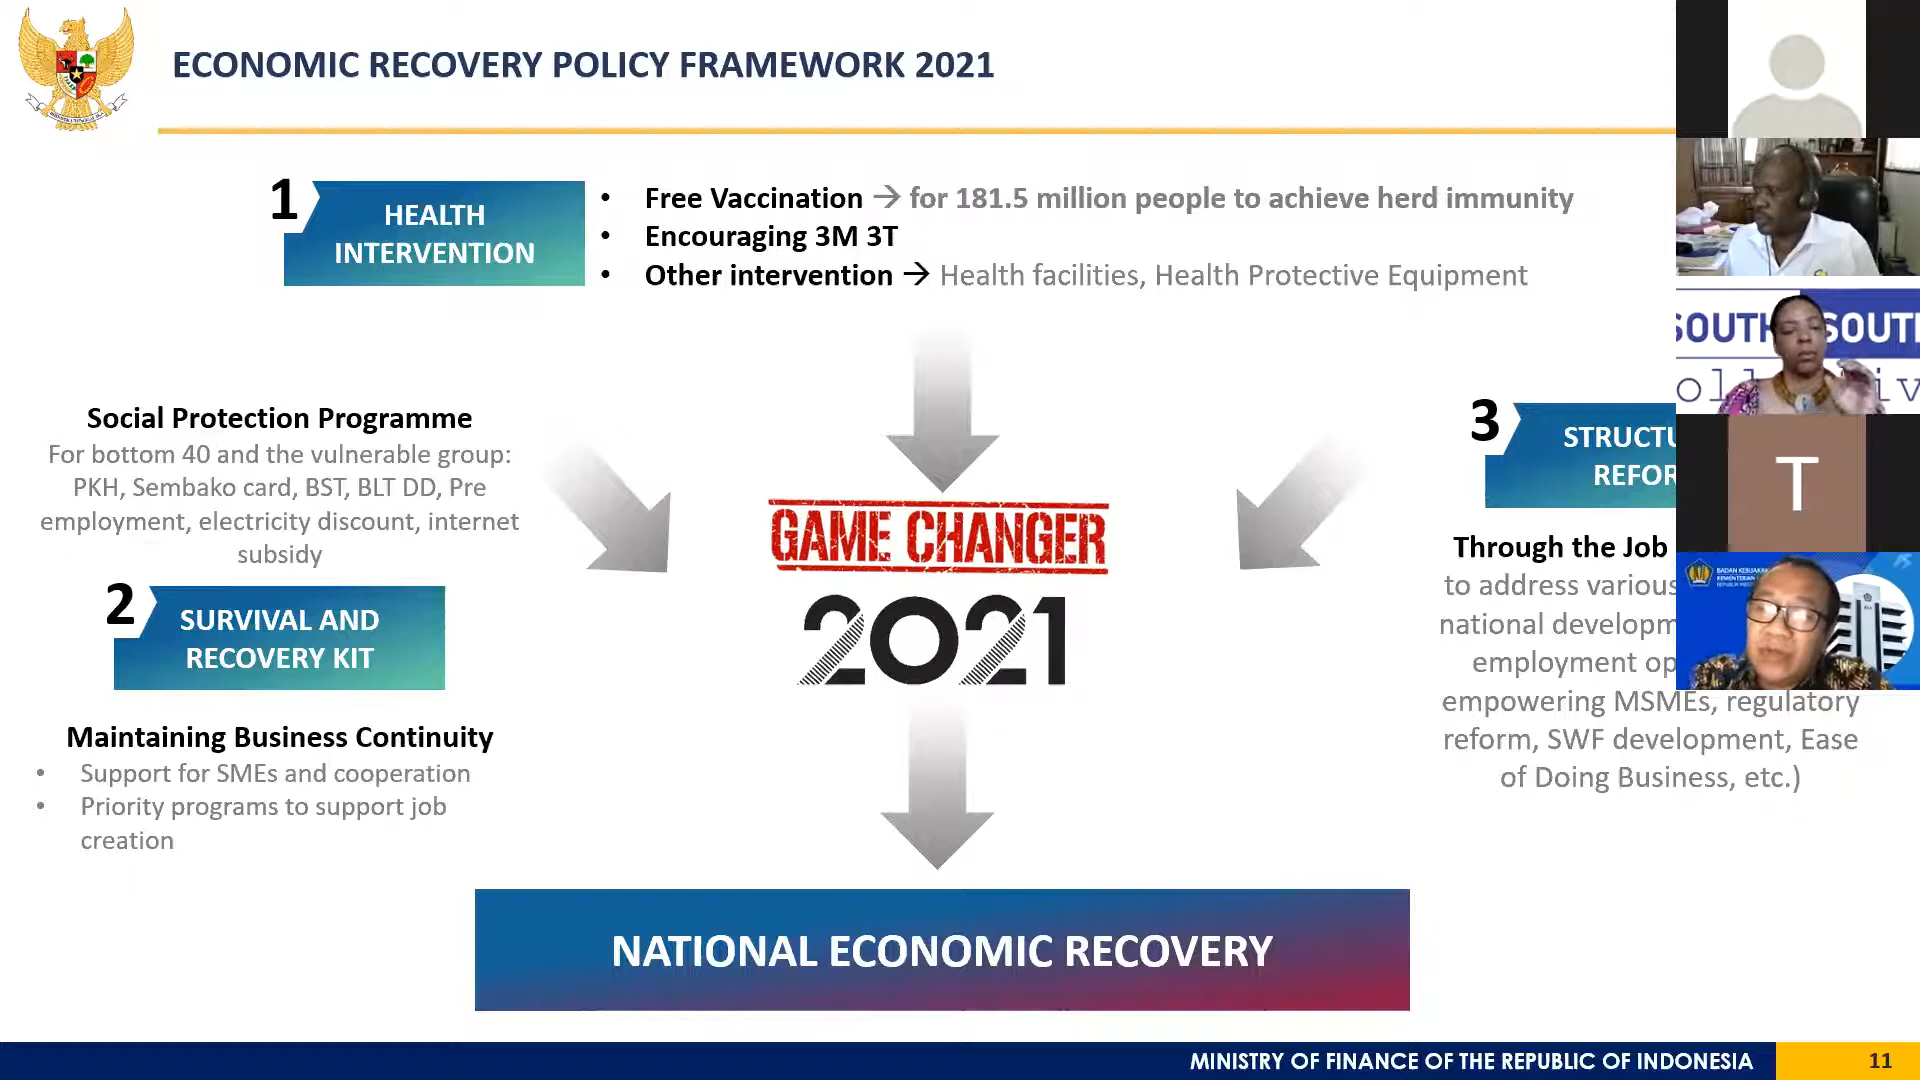 ECONOMIC RECOVERY POLICY FRAMEWORK 2021
1
HEALTH
INTERVENTION
• Free Vaccination → for 181.5 million people to achieve herd immunity
• Encouraging 3M 3T
• Other intervention → Health facilities, Health Protective Equipment
Social Protection Programme
For bottom 40 and the vulnerable group:
PKH, Sembako card, BST, BLT DD, Pre
employment, electricity discount, internet
subsidy
2
SURVIVAL AND
RECOVERY KIT
Maintaining Business Continuity
• Support for SMEs and cooperation
• Priority programs to support job
creation
GAME CHANGER
2021
3
STRUCTU
REFOR
Through the Job
to address various
national developm
employment op
empowering MSMEs, regulatory
reform, SWF development, Ease
of Doing Business, etc.)
NATIONAL ECONOMIC RECOVERY
MINISTRY OF FINANCE OF THE REPUBLIC OF INDONESIA
11
SOUTH SOUT
T